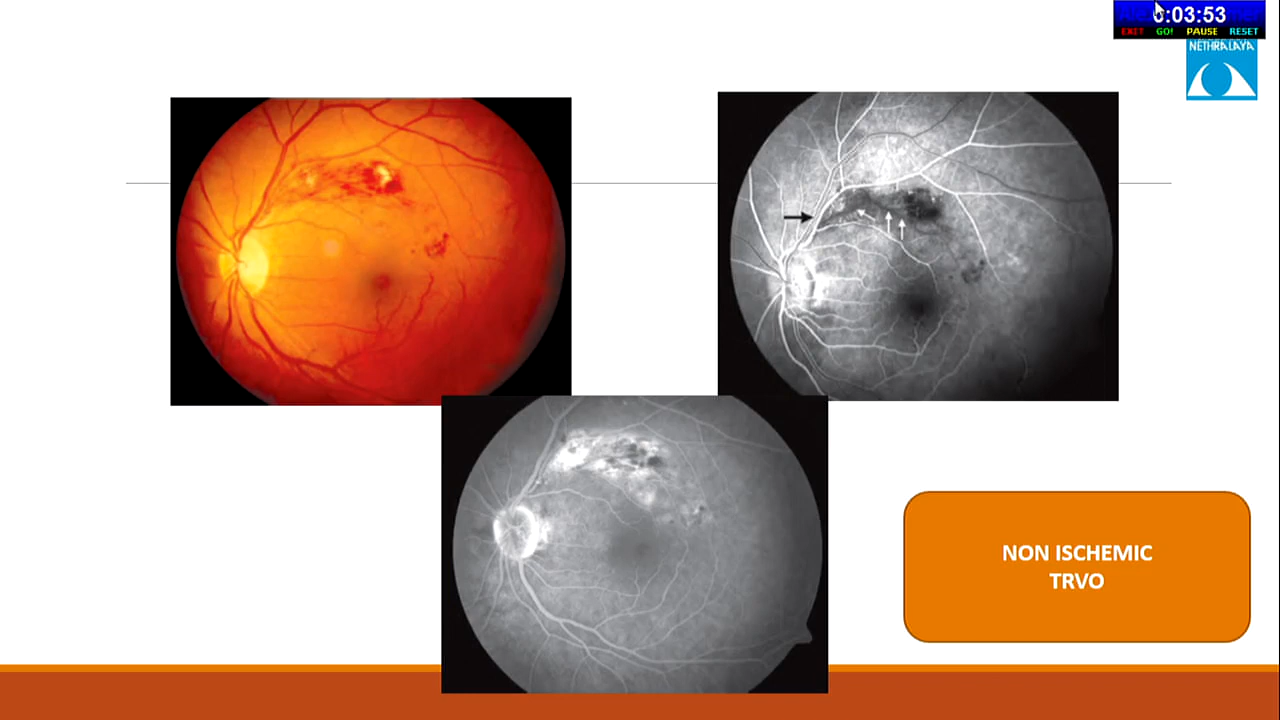 0:03:53
EXIT GO! PAUSE RESET
NETHRALAYA
NON ISCHEMIC
TRVO